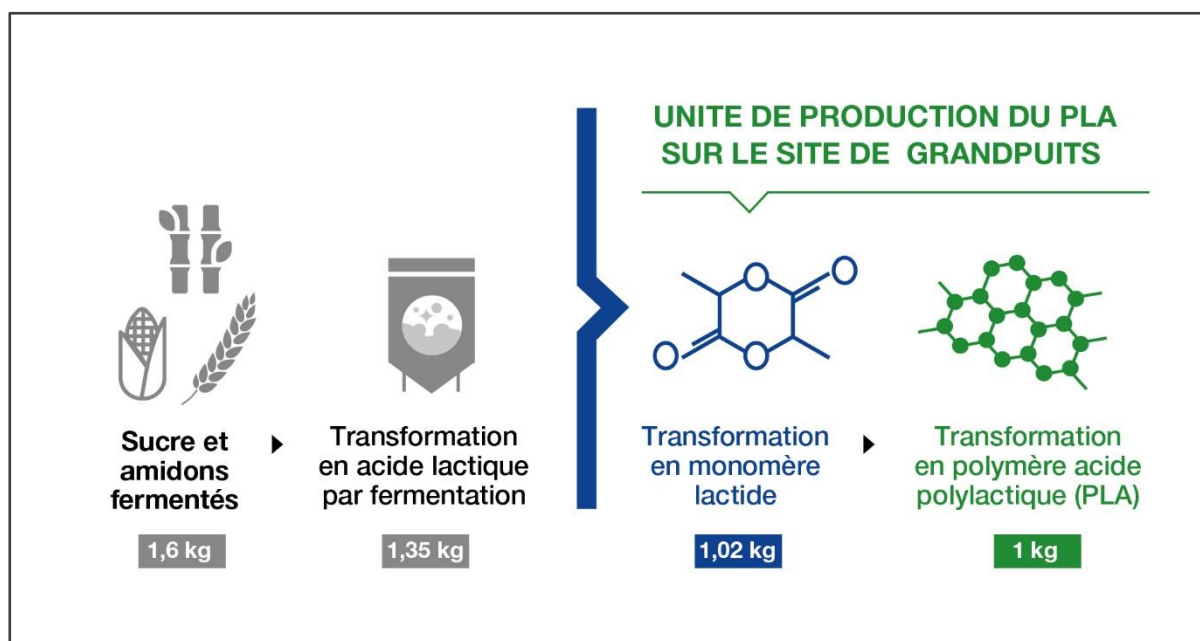 UNITE DE PRODUCTION DU PLA
SUR LE SITE DE GRANDPUITS
Sucre et
amidons
fermentés
1,6 kg
Transformation
en acide lactique
par fermentation
1,35 kg
Transformation
en monomère
lactide
1,02 kg
Transformation
en polymère acide
polylactique (PLA)
1 kg